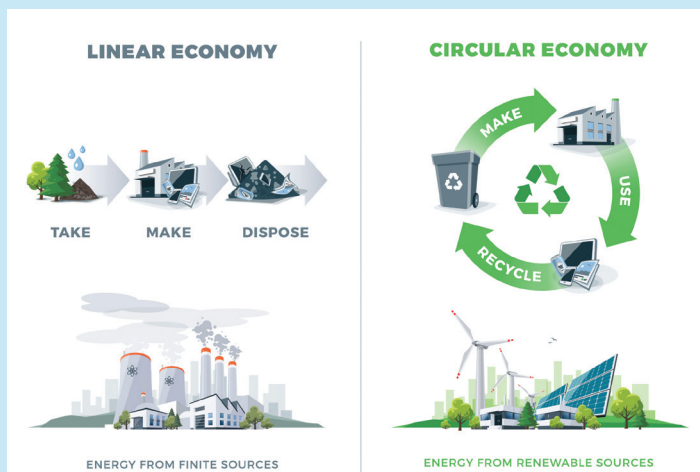 LINEAR ECONOMY
TAKE
MAKE
DISPOSE
ENERGY FROM FINITE SOURCES
CIRCULAR ECONOMY
MAKE
USE
RECYCLE
ENERGY FROM RENEWABLE SOURCES